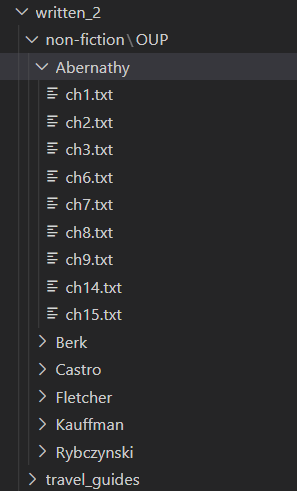 written_2
non-fiction\OUP
Abernathy
ch1.txt
ch2.txt
ch3.txt
ch6.txt
ch7.txt
ch8.txt
ch9.txt
ch14.txt
ch15.txt
Berk
Castro
Fletcher
Kauffman
Rybczynski
travel_guides